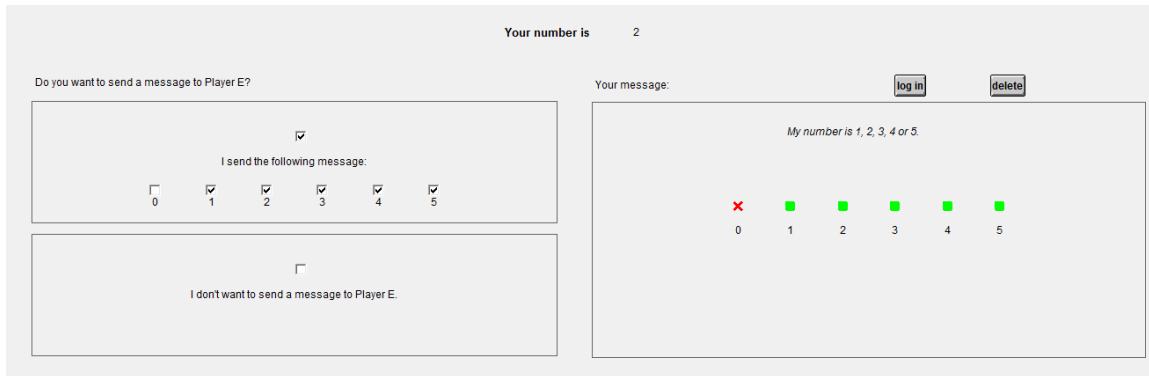 Your number is 2
Do you want to send a message to Player E?
I send the following message:
0 1 2 3 4 5
I don't want to send a message to Player E.
Your message: log in delete
My number is 1, 2, 3, 4 or 5.
0 1 2 3 4 5